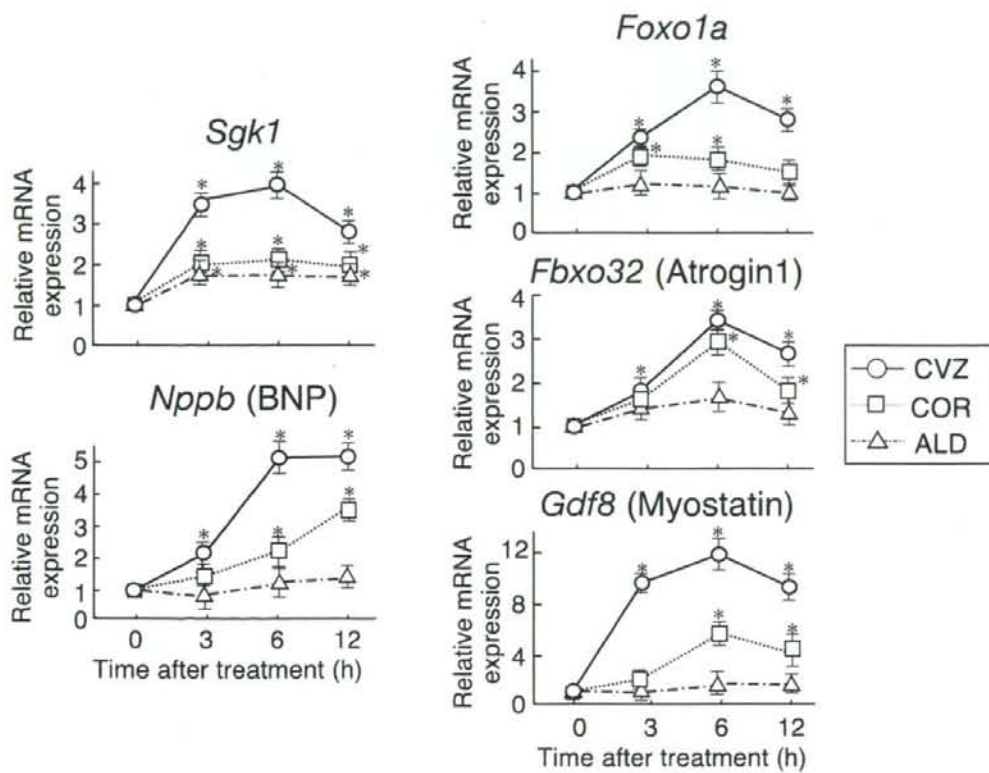 Sgk1
Relative mRNA
expression
4
3
2
1
0
* * * * * * * * *
Nppb (BNP)
Relative mRNA
expression
5
4
3
2
1
0
* * * * *
0 3 6 12
Time after treatment (h)
Foxo1a
Relative mRNA
expression
4
3
2
1
0
* * * * *
Fbxo32 (Atrogin1)
Relative mRNA
expression
4
3
2
1
0
* * * * *
Gdf8 (Myostatin)
Relative mRNA
expression
12
8
4
0
* * * * *
0 3 6 12
Time after treatment (h)
CVZ
COR
ALD